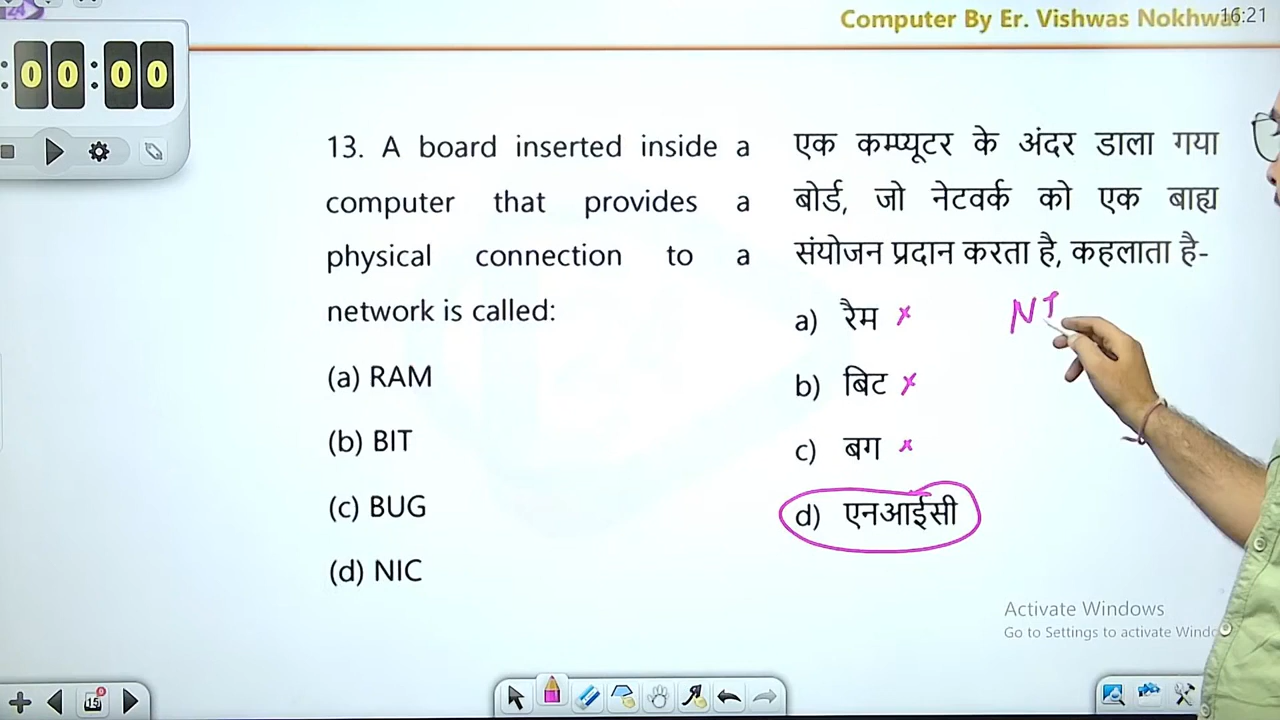 24
Computer By Er. Vishwas
16:21
:00:00
13. A board inserted inside a
computer that provides a
physical connection to a
network is called:
(a) RAM
(b) BIT
(c) BUG
(d) NIC
एक कम्प्यूटर के अंदर डाला गया
बोर्ड, जो नेटवर्क को एक बाह्य
संयोजन प्रदान करता है, कहलाता है-
a) रैम
b) बिट
c) बग
d) एनआईसी
NI
Activate Windows
Go to Settings to activate
15